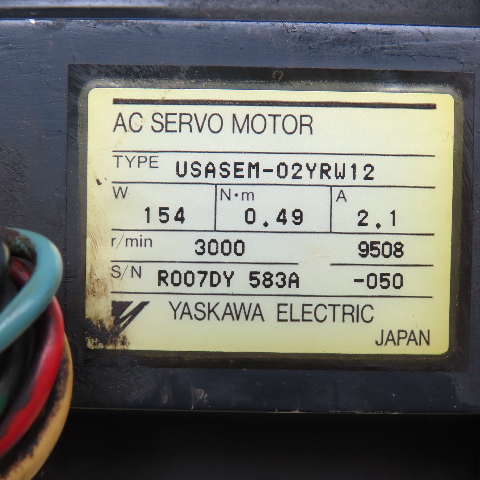 AC SERVO MOTOR
TYPE USASEM-02YRW12
W N·m A
154 0.49 2.1
r/min 3000 9508
S/N R007DY 583A -050
YASKAWA ELECTRIC
JAPAN